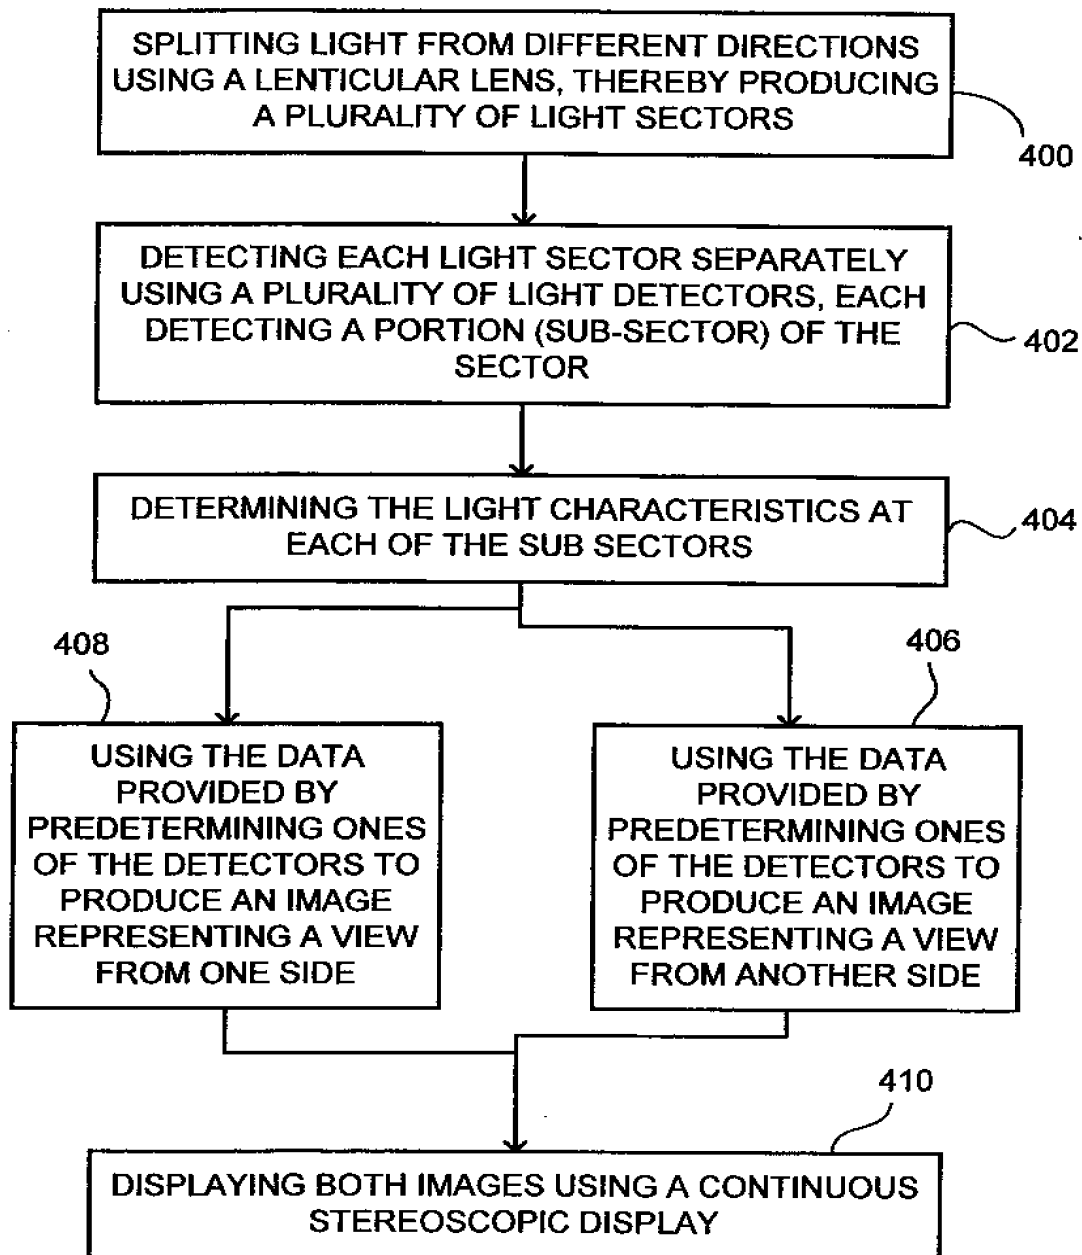 SPLITTING LIGHT FROM DIFFERENT DIRECTIONS
USING A LENTICULAR LENS, THEREBY PRODUCING
A PLURALITY OF LIGHT SECTORS
400
DETECTING EACH LIGHT SECTOR SEPARATELY
USING A PLURALITY OF LIGHT DETECTORS, EACH
DETECTING A PORTION (SUB-SECTOR) OF THE
SECTOR
402
DETERMINING THE LIGHT CHARACTERISTICS AT
EACH OF THE SUB SECTORS
404
408
USING THE DATA
PROVIDED BY
PREDETERMINING ONES
OF THE DETECTORS TO
PRODUCE AN IMAGE
REPRESENTING A VIEW
FROM ONE SIDE
406
USING THE DATA
PROVIDED BY
PREDETERMINING ONES
OF THE DETECTORS TO
PRODUCE AN IMAGE
REPRESENTING A VIEW
FROM ANOTHER SIDE
410
DISPLAYING BOTH IMAGES USING A CONTINUOUS
STEREOSCOPIC DISPLAY